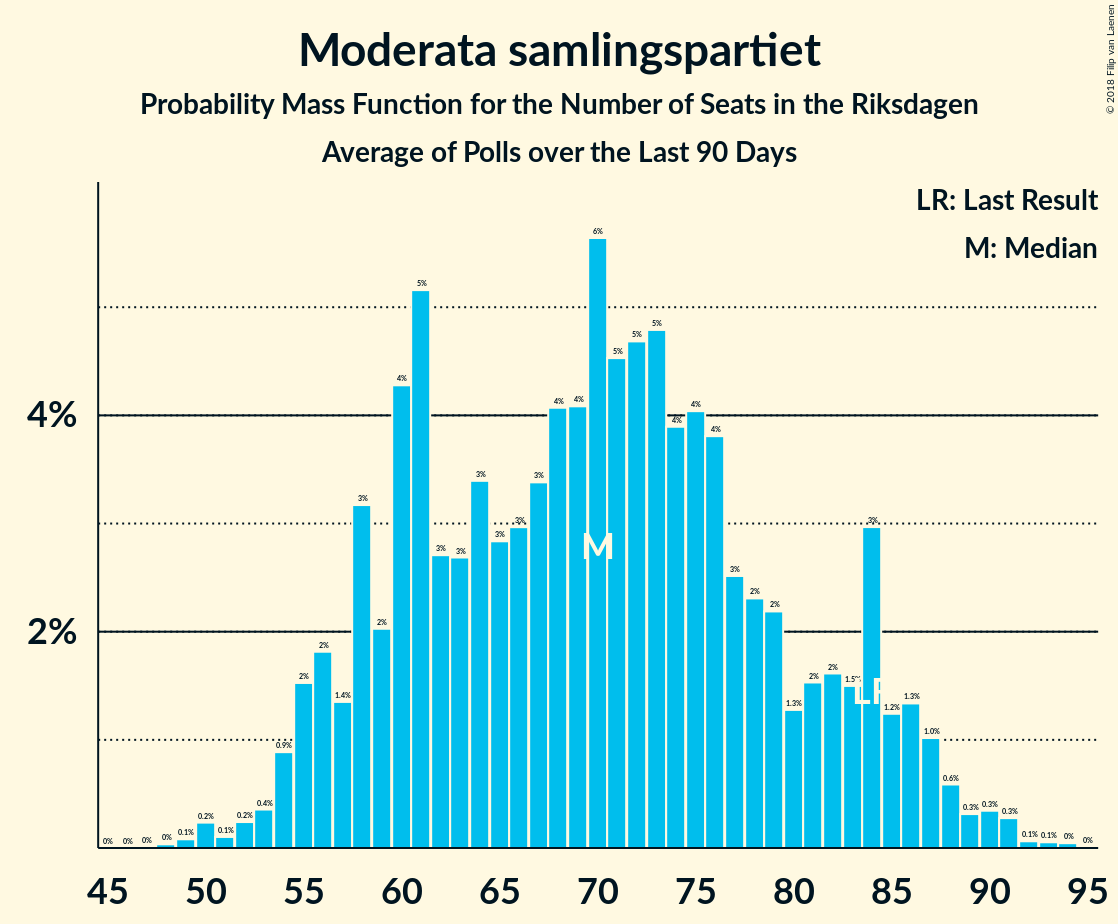 Moderata samlingspartiet
Probability Mass Function for the Number of Seats in the Riksdagen
Average of Polls over the Last 90 Days
© 2018 Filip van Laenen
LR: Last Result
M: Median
4%
2%
0% 0% 0% 0% 0.1% 0.2% 0.1% 0.2% 0.4% 0.9% 2% 2% 1.4% 3% 2% 4% 5% 3% 3% 3% 3% 3% 3% 4% 4% 6% 5% 5% 5% 4% 4% 4% 3% 2% 2% 1.3% 2% 2% 1.5% 3% 1.2% 1.3% 1.0% 0.6% 0.3% 0.3% 0.3% 0.1% 0.1% 0% 0%
M
LR
45 50 55 60 65 70 75 80 85 90 95